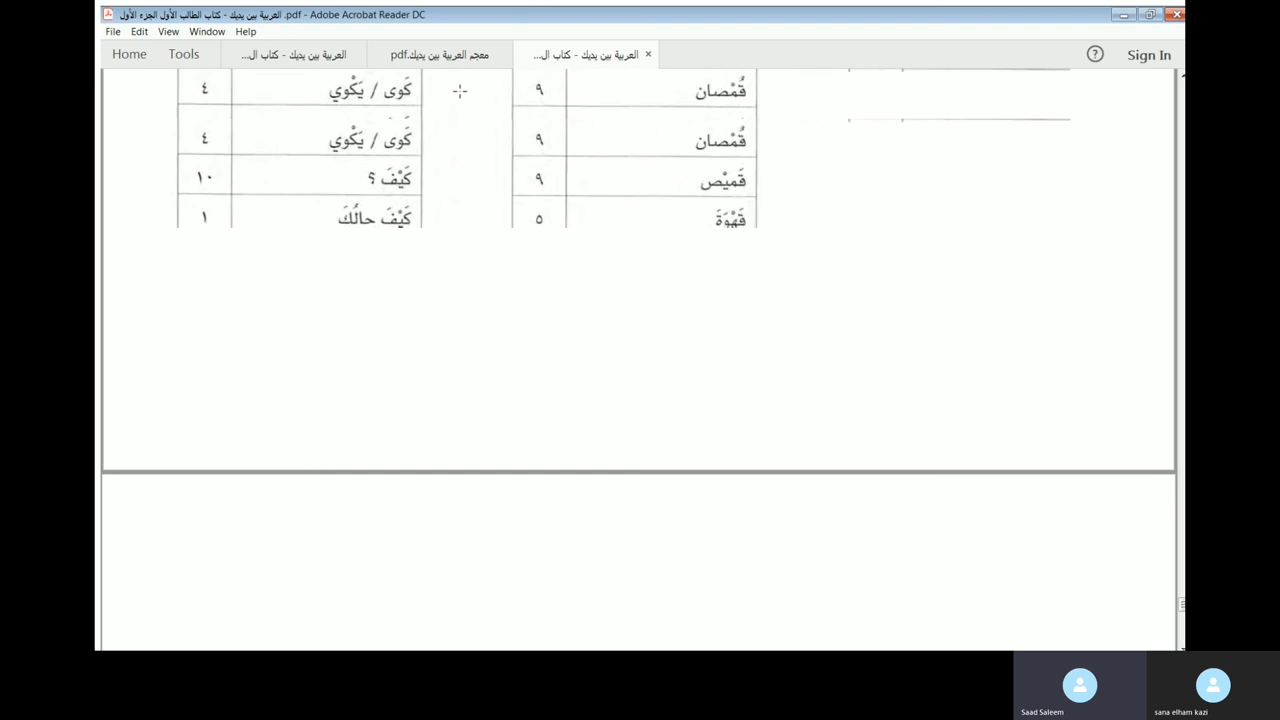 العربية بين يديك - كتاب الطالب الأول الجزء الأول .pdf - Adobe Acrobat Reader DC
File Edit View Window Help
Home Tools العربية بين يديك - كتاب ال... معجم العربية بين يديك.pdf العربية بين يديك - كتاب ال... × ? Sign In
قُمْصان ٩ كَوى / يَكْوي ٤
قُمْصان ٩ كَوى / يَكْوي ٤
قَميْص ٩ كَيْفَ ؟ ١٠
قَهْوَةَ ٥ كَيْفَ حالُكَ ١
Saad Saleem sana elham kazi